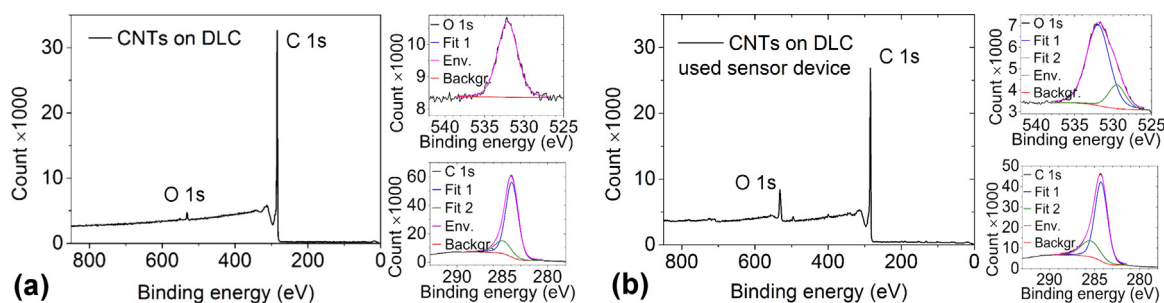 CNTs on DLC
C 1s
O 1s
30
20
10
0
Count ×1000
800 600 400 200 0
Binding energy (eV)
(a)
O 1s
Fit 1
Env.
Backgr.
10
9
8
Count ×1000
540 535 530 525
Binding energy (eV)
C 1s
Fit 1
Fit 2
Env.
Backgr.
60
40
20
0
Count ×1000
290 285 280
Binding energy (eV)
CNTs on DLC
used sensor device
C 1s
O 1s
30
20
10
0
Count ×1000
800 600 400 200 0
Binding energy (eV)
(b)
O 1s
Fit 1
Fit 2
Env.
Backgr.
7
6
5
4
3
Count ×1000
540 535 530 525
Binding energy (eV)
C 1s
Fit 1
Fit 2
Env.
Backgr.
50
40
30
20
10
0
Count ×1000
290 285 280
Binding energy (eV)